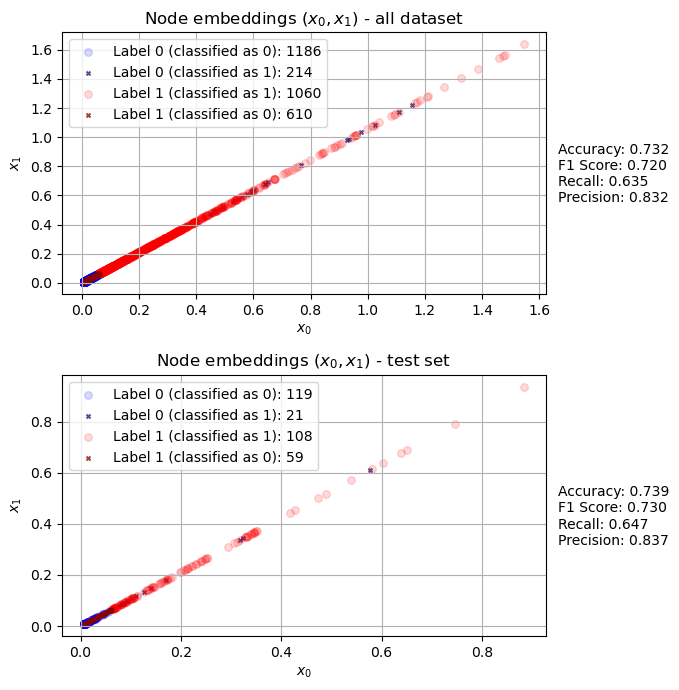 Node embeddings (x₀, x₁) - all dataset
1.6
1.4
1.2
1.0
0.8
0.6
0.4
0.2
0.0
x₁
Label 0 (classified as 0): 1186
Label 0 (classified as 1): 214
Label 1 (classified as 1): 1060
Label 1 (classified as 0): 610
Accuracy: 0.732
F1 Score: 0.720
Recall: 0.635
Precision: 0.832
0.0 0.2 0.4 0.6 0.8 1.0 1.2 1.4 1.6
x₀
Node embeddings (x₀, x₁) - test set
0.8
0.6
0.4
0.2
0.0
x₁
Label 0 (classified as 0): 119
Label 0 (classified as 1): 21
Label 1 (classified as 1): 108
Label 1 (classified as 0): 59
Accuracy: 0.739
F1 Score: 0.730
Recall: 0.647
Precision: 0.837
0.0 0.2 0.4 0.6 0.8
x₀